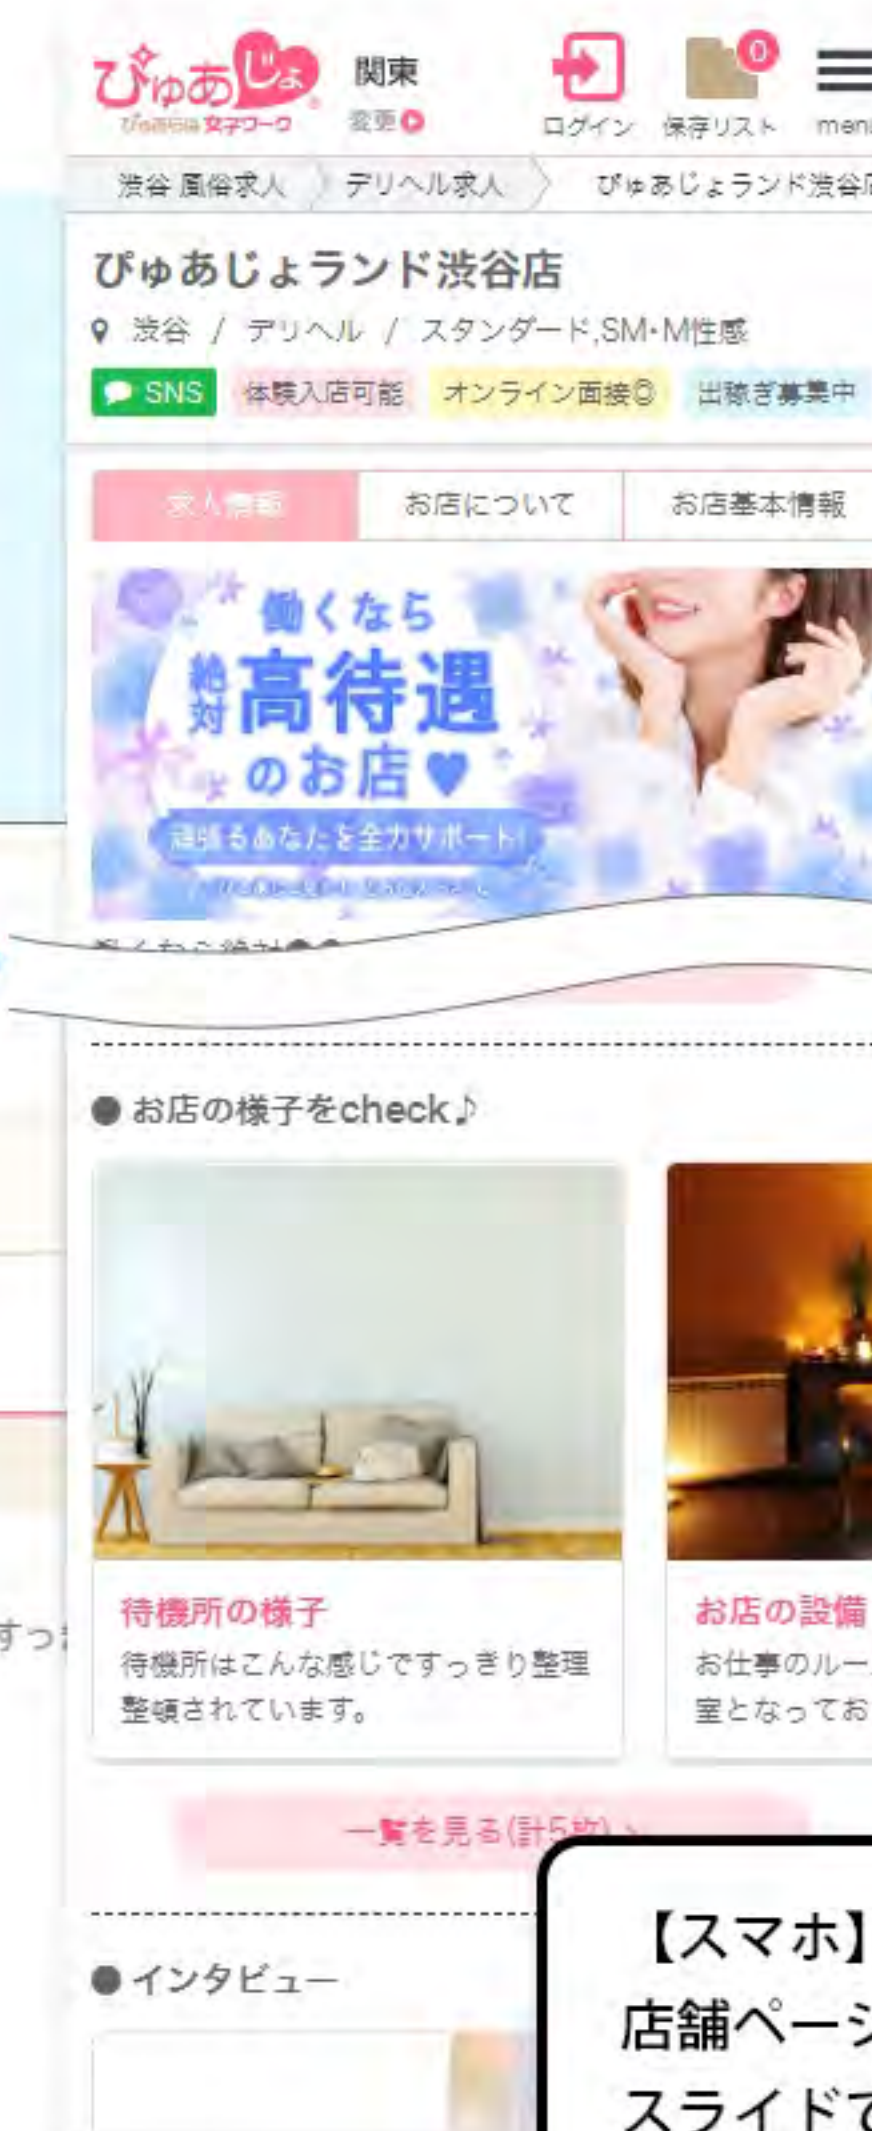 ぴゅあじょ
女子ワーク
関東
変更
ログイン
保存リスト
0
menu
渋谷 風俗求人
デリヘル求人
ぴゅあじょランド渋谷店
ぴゅあじょランド渋谷店
渋谷 / デリヘル / スタンダード,SM・M性感
SNS
体験入店可能
オンライン面接◎
出稼ぎ募集中
求人情報
お店について
お店基本情報
働くなら
絶対高待遇
のお店♥
頑張るあなたを全力サポート!
● お店の様子をcheck♪
待機所の様子
待機所はこんな感じですっきり整理
整頓されています。
お店の設備
お仕事のルー
室となってお
すっ
一覧を見る(計5枚)
● インタビュー
【スマホ】
店舗ページ
スライドで